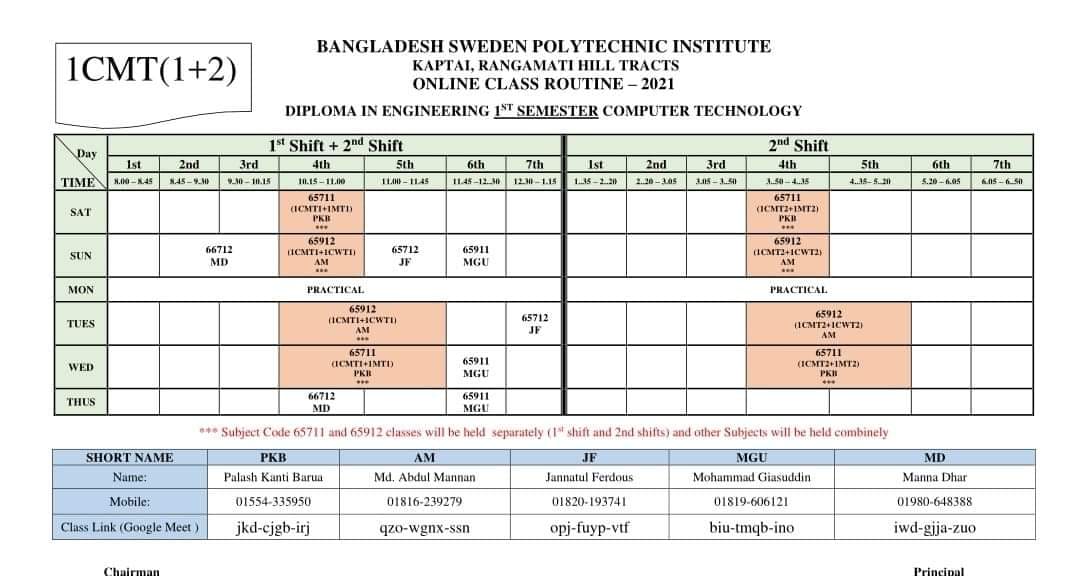 1CMT(1+2)
BANGLADESH SWEDEN POLYTECHNIC INSTITUTE
KAPTAI, RANGAMATI HILL TRACTS
ONLINE CLASS ROUTINE – 2021
DIPLOMA IN ENGINEERING 1ST SEMESTER COMPUTER TECHNOLOGY
Day 1st Shift + 2nd Shift 2nd Shift
1st 2nd 3rd 4th 5th 6th 7th 1st 2nd 3rd 4th 5th 6th 7th
TIME 8.00 – 8.45 8.45 – 9.30 9.30 – 10.15 10.15 – 11.00 11.00 – 11.45 11.45 –12..30 12.30 – 1.15 1..35 – 2..20 2..20 – 3.05 3.05 – 3..50 3..50 – 4..35 4..35– 5..20 5.20 – 6.05 6.05 – 6..50
SAT
65711 65711
(1CMT1+1MT1) (1CMT2+1MT2)
PKB PKB
*** ***
SUN
66712 65912 65712 65911 65912
MD (1CMT1+1CWT1) JF MGU (1CMT2+1CWT2)
AM AM
*** ***
MON PRACTICAL PRACTICAL
TUES
65912 65712 65912
(1CMT1+1CWT1) JF (1CMT2+1CWT2)
AM AM
***
WED
65711 65911 65711
(1CMT1+1MT1) MGU (1CMT2+1MT2)
PKB PKB
*** ***
THUS
66712 65911
MD MGU
*** Subject Code 65711 and 65912 classes will be held separately (1st shift and 2nd shifts) and other Subjects will be held combinely
SHORT NAME PKB AM JF MGU MD
Name: Palash Kanti Barua Md. Abdul Mannan Jannatul Ferdous Mohammad Giasuddin Manna Dhar
Mobile: 01554-335950 01816-239279 01820-193741 01819-606121 01980-648388
Class Link (Google Meet ) jkd-cjgb-irj qzo-wgnx-ssn opj-fuyp-vtf biu-tmqb-ino iwd-gjja-zuo
Chairman Principal